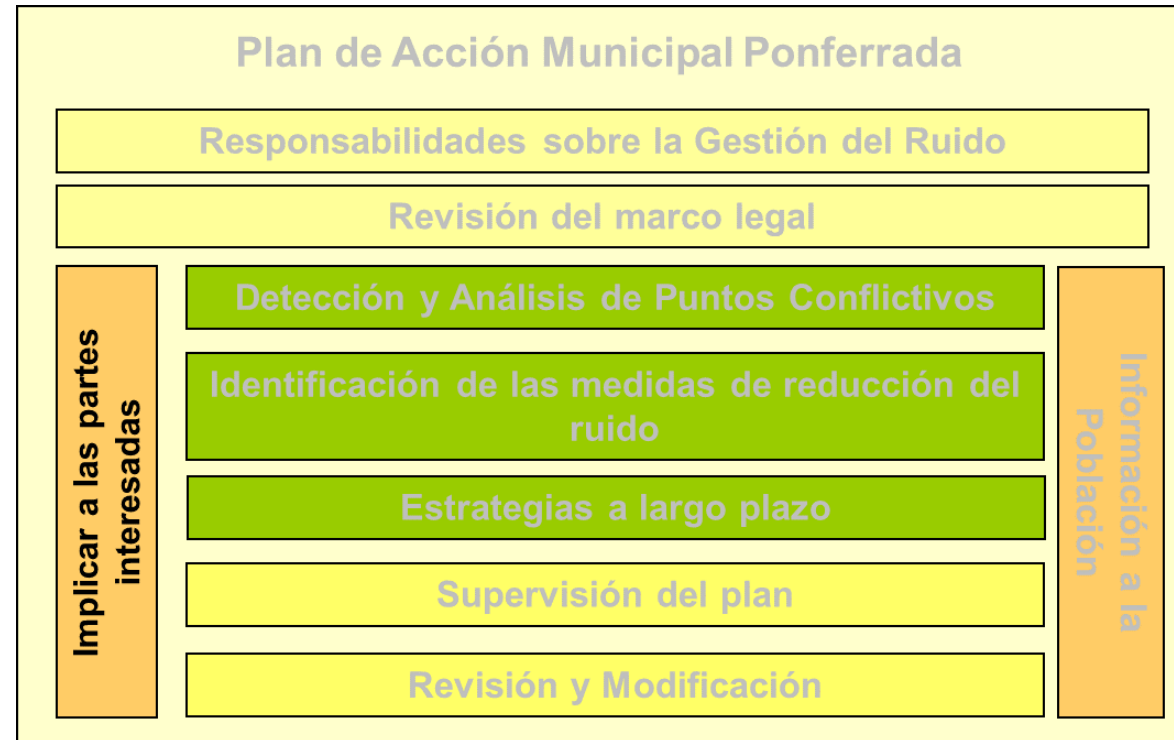 Plan de Acción Municipal Ponferrada
Responsabilidades sobre la Gestión del Ruido
Revisión del marco legal
Implicar a las partes
interesadas
Detección y Análisis de Puntos Conflictivos
Identificación de las medidas de reducción del
ruido
Estrategias a largo plazo
Supervisión del plan
Revisión y Modificación
Información a la
Población